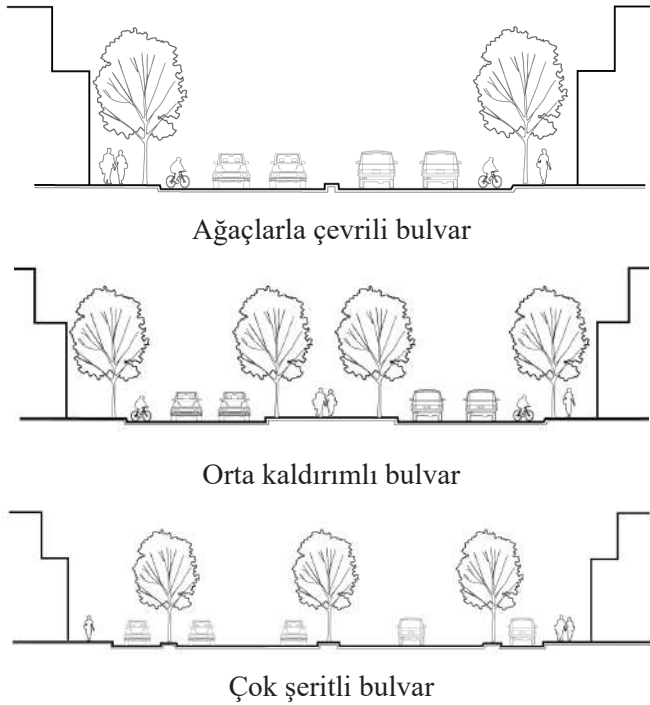 Ağaçlarla çevrili bulvar
Orta kaldırımlı bulvar
Çok şeritli bulvar